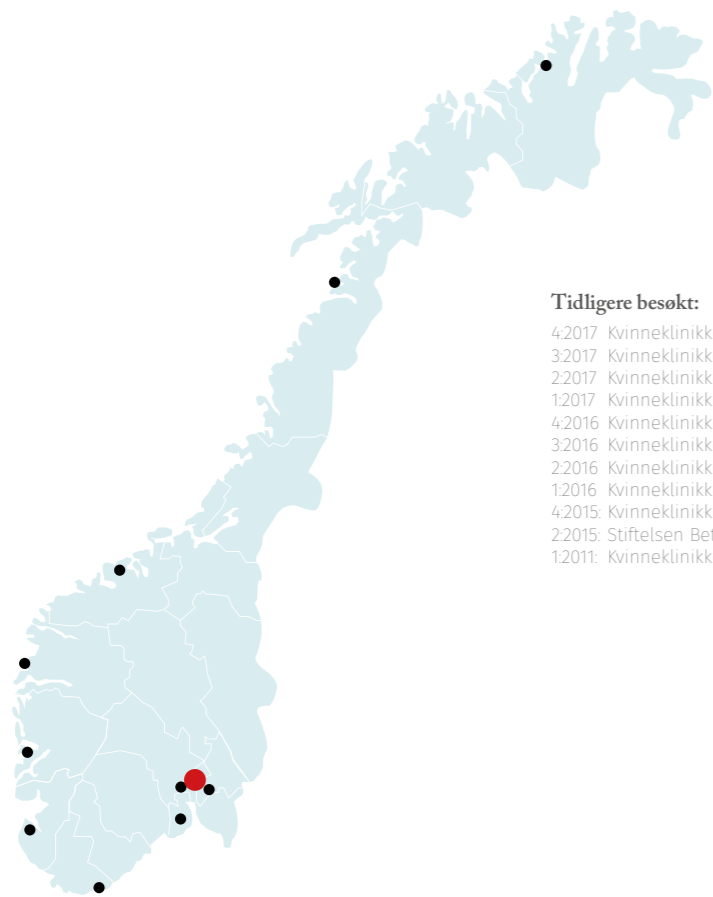 Tidligere besøkt:
4:2017 Kvinneklinikk
3:2017 Kvinneklinikk
2:2017 Kvinneklinikk
1:2017 Kvinneklinikk
4:2016 Kvinneklinikk
3:2016 Kvinneklinikk
2:2016 Kvinneklinikk
1:2016 Kvinneklinikk
4:2015: Kvinneklinikk
2:2015: Stiftelsen Bet
1:2011: Kvinneklinikk